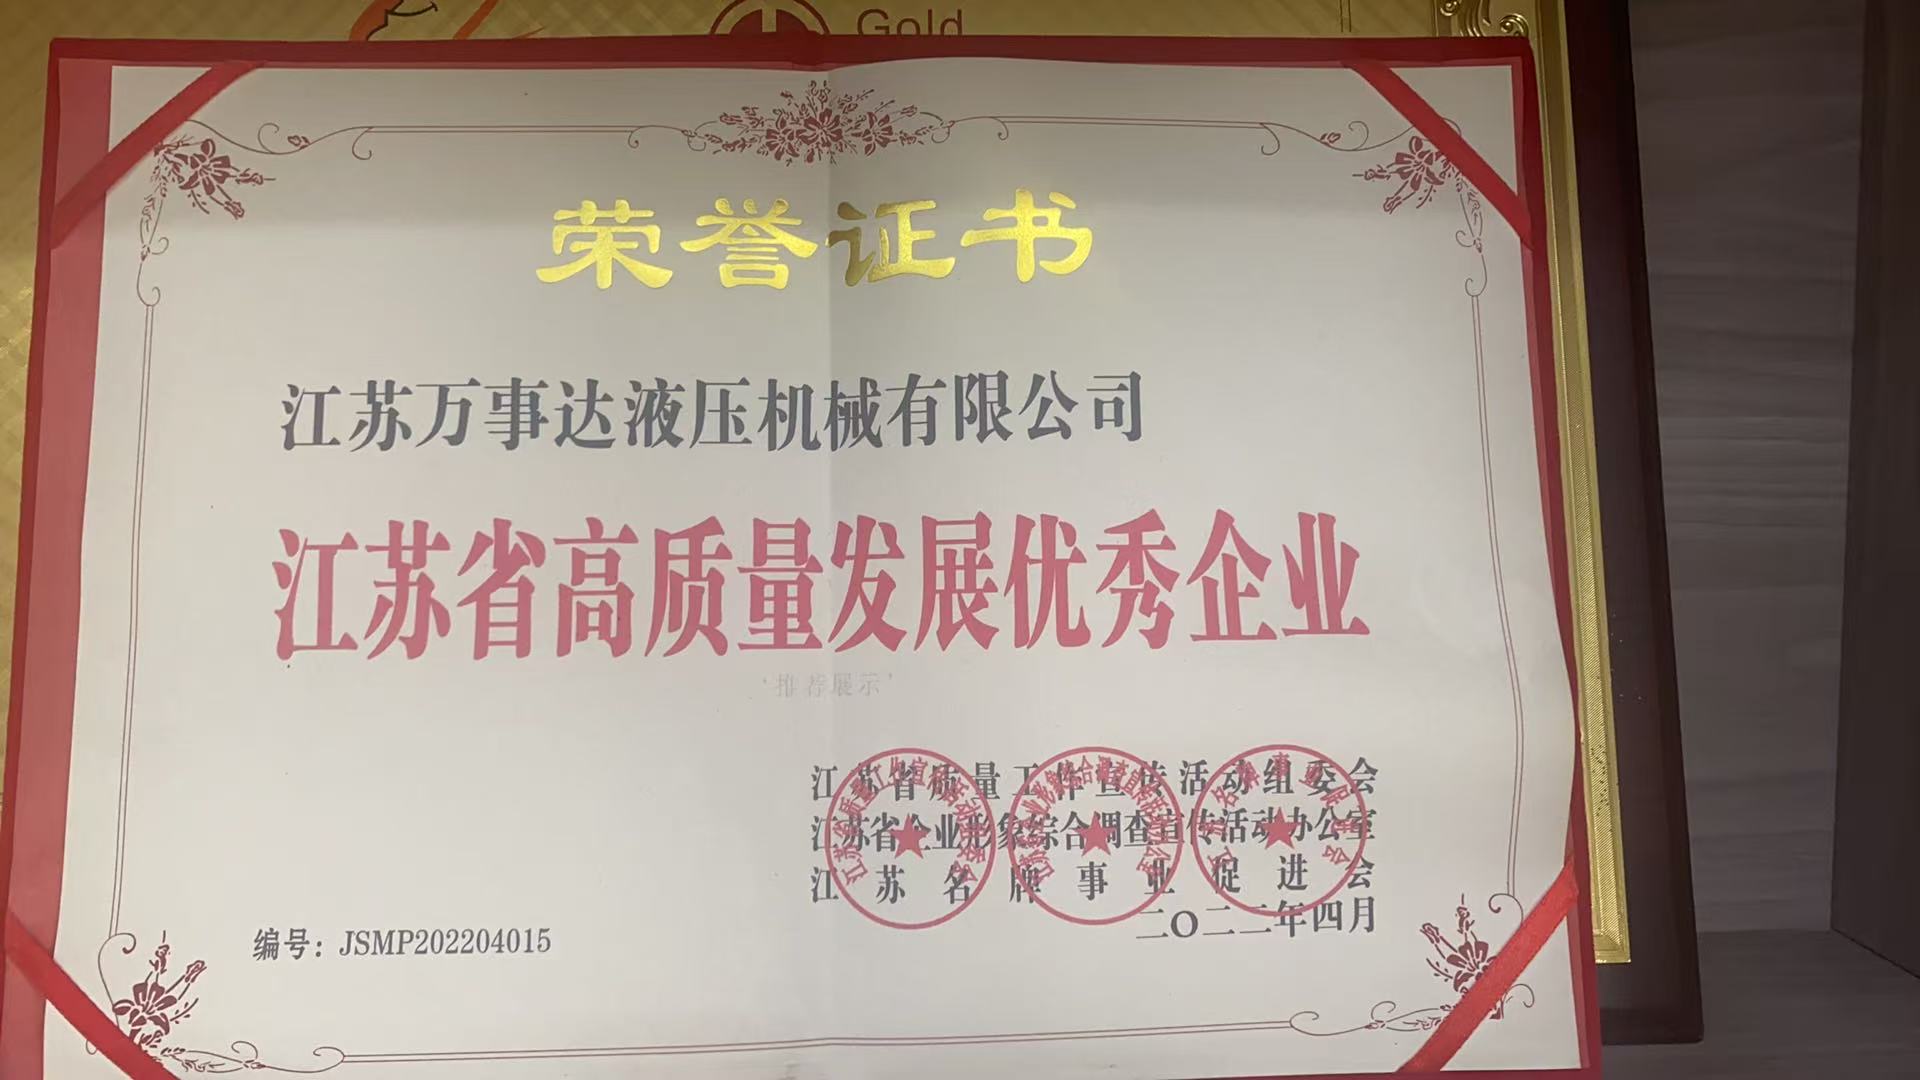 Gold
荣誉证书
江苏万事达液压机械有限公司
江苏省高质量发展优秀企业
‘推荐展示’
江苏省质量工作宣传活动组委会
江苏省企业形象综合调查宣传活动办公室
江苏名牌事业促进会
二〇二二年四月
编号：JSMP202204015